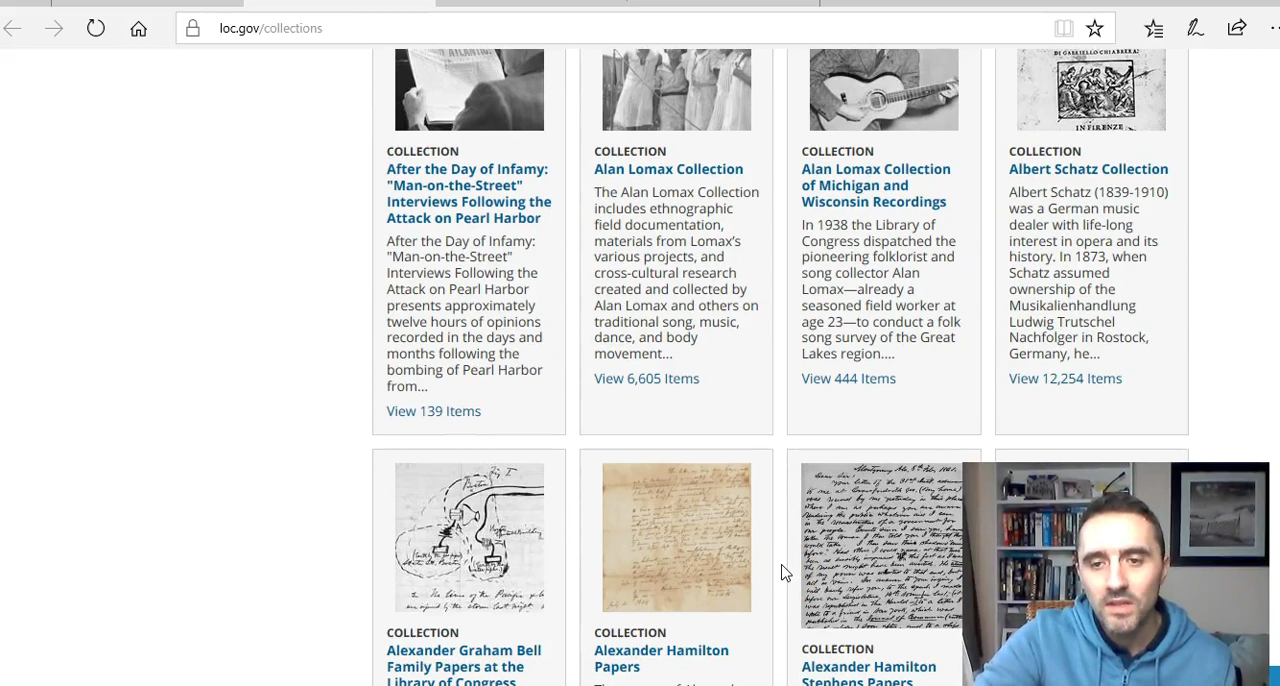 loc.gov/collections
DI GABRIELLO CHIABRERA
IN FIRENZE
COLLECTION
After the Day of Infamy:
"Man-on-the-Street"
Interviews Following the
Attack on Pearl Harbor
After the Day of Infamy:
"Man-on-the-Street"
Interviews Following the
Attack on Pearl Harbor
presents approximately
twelve hours of opinions
recorded in the days and
months following the
bombing of Pearl Harbor
from...
View 139 Items
COLLECTION
Alan Lomax Collection
The Alan Lomax Collection
includes ethnographic
field documentation,
materials from Lomax’s
various projects, and
cross-cultural research
created and collected by
Alan Lomax and others on
traditional song, music,
dance, and body
movement...
View 6,605 Items
COLLECTION
Alan Lomax Collection
of Michigan and
Wisconsin Recordings
In 1938 the Library of
Congress dispatched the
pioneering folklorist and
song collector Alan
Lomax—already a
seasoned field worker at
age 23—to conduct a folk
song survey of the Great
Lakes region....
View 444 Items
COLLECTION
Albert Schatz Collection
Albert Schatz (1839-1910)
was a German music
dealer with life-long
interest in opera and its
history. In 1873, when
Schatz assumed
ownership of the
Musikalienhandlung
Ludwig Trutschel
Nachfolger in Rostock,
Germany, he...
View 12,254 Items
COLLECTION
Alexander Graham Bell
Family Papers at the
Library of Congress
COLLECTION
Alexander Hamilton
Papers
COLLECTION
Alexander Hamilton
Stephens Papers